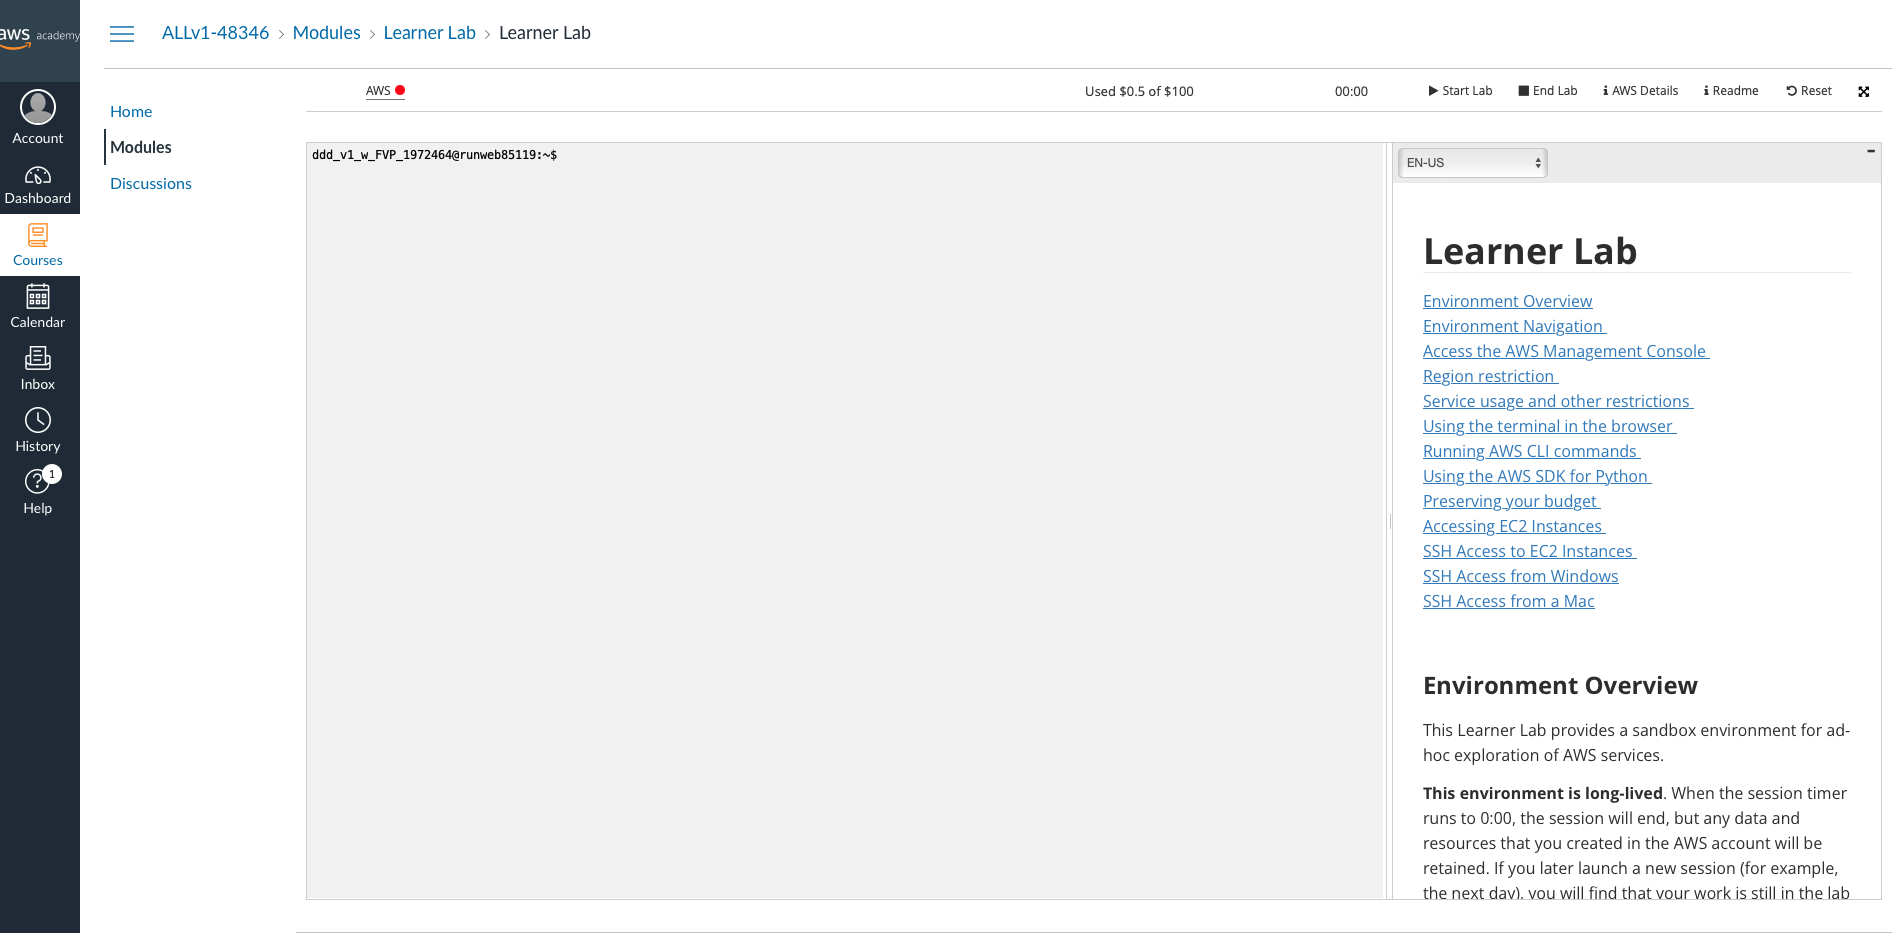 aws academy
ALLv1-48346 > Modules > Learner Lab > Learner Lab
Account
Dashboard
Courses
Calendar
Inbox
History
1
Help
Home
Modules
Discussions
AWS
Used $0.5 of $100
00:00
Start Lab
End Lab
AWS Details
Readme
Reset
ddd_v1_w_FVP_1972464@runweb85119:~$
EN-US
Learner Lab
Environment Overview
Environment Navigation
Access the AWS Management Console
Region restriction
Service usage and other restrictions
Using the terminal in the browser
Running AWS CLI commands
Using the AWS SDK for Python
Preserving your budget
Accessing EC2 Instances
SSH Access to EC2 Instances
SSH Access from Windows
SSH Access from a Mac
Environment Overview
This Learner Lab provides a sandbox environment for ad-
hoc exploration of AWS services.
This environment is long-lived. When the session timer
runs to 0:00, the session will end, but any data and
resources that you created in the AWS account will be
retained. If you later launch a new session (for example,
the next day), you will find that your work is still in the lab